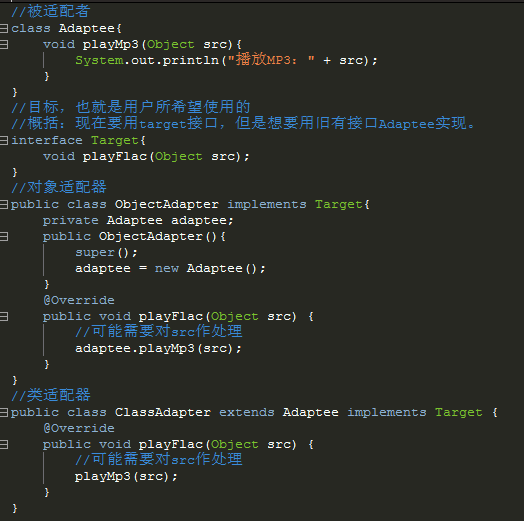 //被适配者
class Adaptee{
    void playMp3(Object src){
        System.out.println("播放MP3：" + src);
    }
}
//目标，也就是用户所希望使用的
//概括：现在要用target接口，但是想要用旧有接口Adaptee实现。
interface Target{
    void playFlac(Object src);
}
//对象适配器
public class ObjectAdapter implements Target{
    private Adaptee adaptee;
    public ObjectAdapter(){
        super();
        adaptee = new Adaptee();
    }
    @Override
    public void playFlac(Object src) {
        //可能需要对src作处理
        adaptee.playMp3(src);
    }
}
//类适配器
public class ClassAdapter extends Adaptee implements Target {
    @Override
    public void playFlac(Object src) {
        //可能需要对src作处理
        playMp3(src);
    }
}